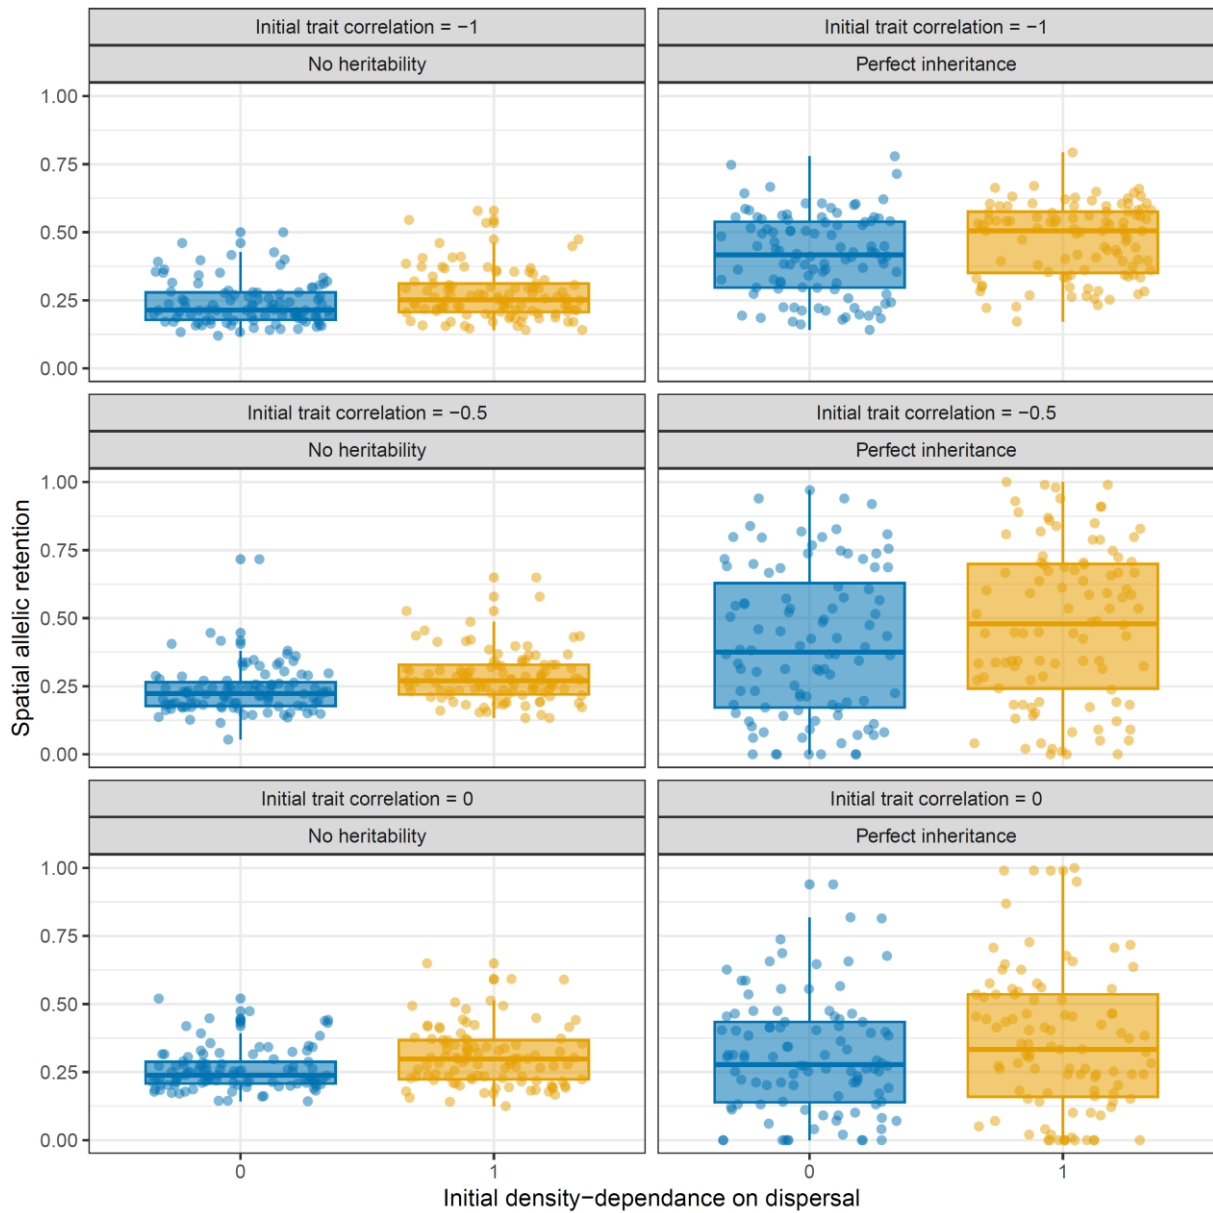 Initial trait correlation = −1
No heritability
Initial trait correlation = −1
Perfect inheritance
1.00
0.75
0.50
0.25
0.00
Initial trait correlation = −0.5
No heritability
Initial trait correlation = −0.5
Perfect inheritance
1.00
0.75
0.50
0.25
0.00
Spatial allelic retention
Initial trait correlation = 0
No heritability
Initial trait correlation = 0
Perfect inheritance
1.00
0.75
0.50
0.25
0.00
0
1
0
1
Initial density−dependance on dispersal